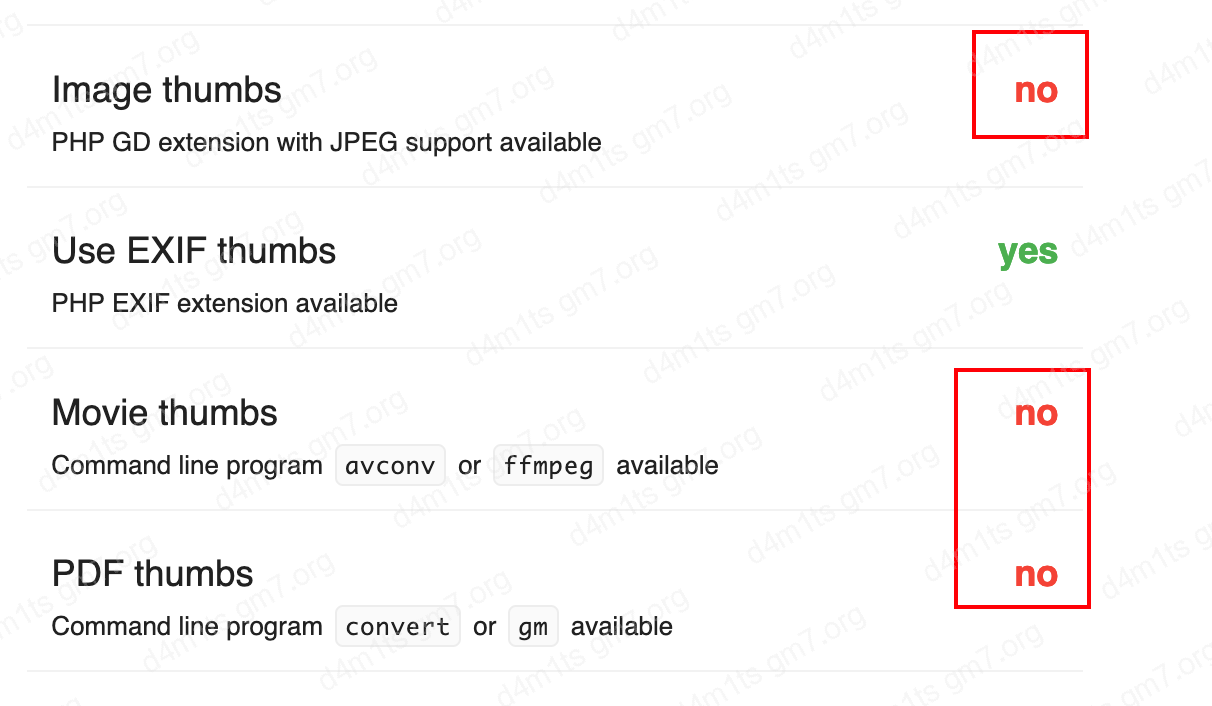 Image thumbs no
PHP GD extension with JPEG support available
Use EXIF thumbs yes
PHP EXIF extension available
Movie thumbs no
Command line program avconv or ffmpeg available
PDF thumbs no
Command line program convert or gm available
d4m1ts gm7.org